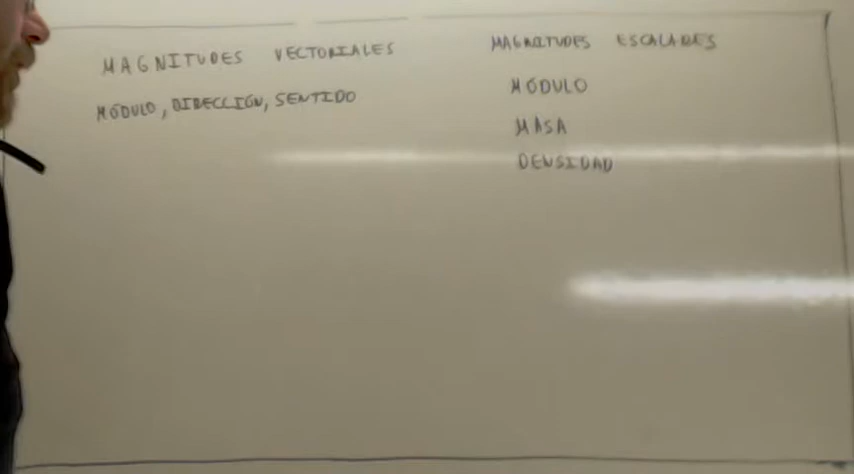 MAGNITUDES VECTORIALES
MÓDULO, DIRECCIÓN, SENTIDO
MAGNITUDES ESCALARES
MÓDULO
MASA
DENSIDAD